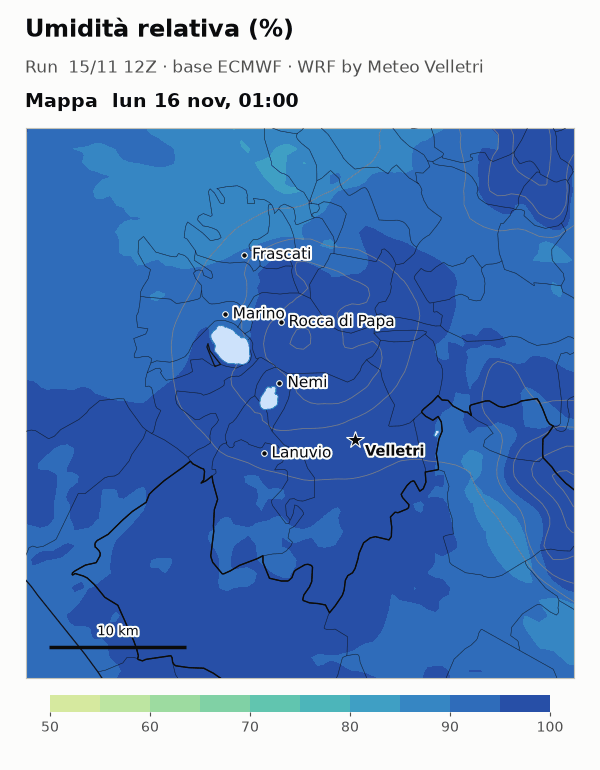 Umidità relativa (%)
Run  15/11 12Z · base ECMWF · WRF by Meteo Velletri
Mappa  lun 16 nov, 01:00
Frascati
Marino
Rocca di Papa
Nemi
Velletri
Lanuvio
10 km
50 60 70 80 90 100